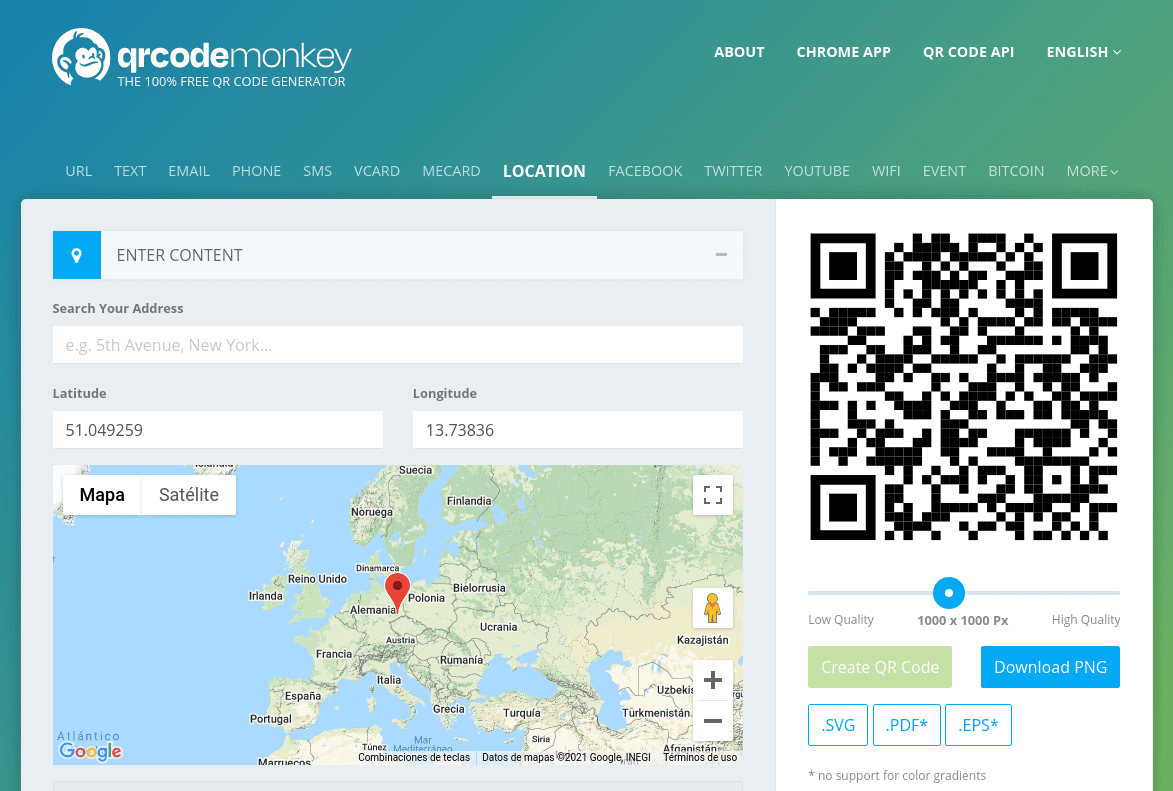 qrcodemonkey
THE 100% FREE QR CODE GENERATOR
ABOUT CHROME APP QR CODE API ENGLISH
URL TEXT EMAIL PHONE SMS VCARD MECARD LOCATION FACEBOOK TWITTER YOUTUBE WIFI EVENT BITCOIN MORE
ENTER CONTENT
Search Your Address
e.g. 5th Avenue, New York...
Latitude Longitude
51.049259 13.73836
Mapa Satélite
Suecia
Finlandia
Noruega
Dinamarca
Reino Unido
Bielorrusia
Irlanda
Polonia
Alemania
Ucrania
Austria
Kazajistán
Francia
Rumanía
Italia
España
Grecia
Turquía
Türkmenistán
Portugal
Atlántico
Siria
Mar
Mediterráneo
Túnez
Afganistán
Marruecos
Google
Combinaciones de teclas Datos de mapas ©2021 Google, INEGI Términos de uso
Low Quality 1000 x 1000 Px High Quality
Create QR Code Download PNG
.SVG .PDF* .EPS*
* no support for color gradients